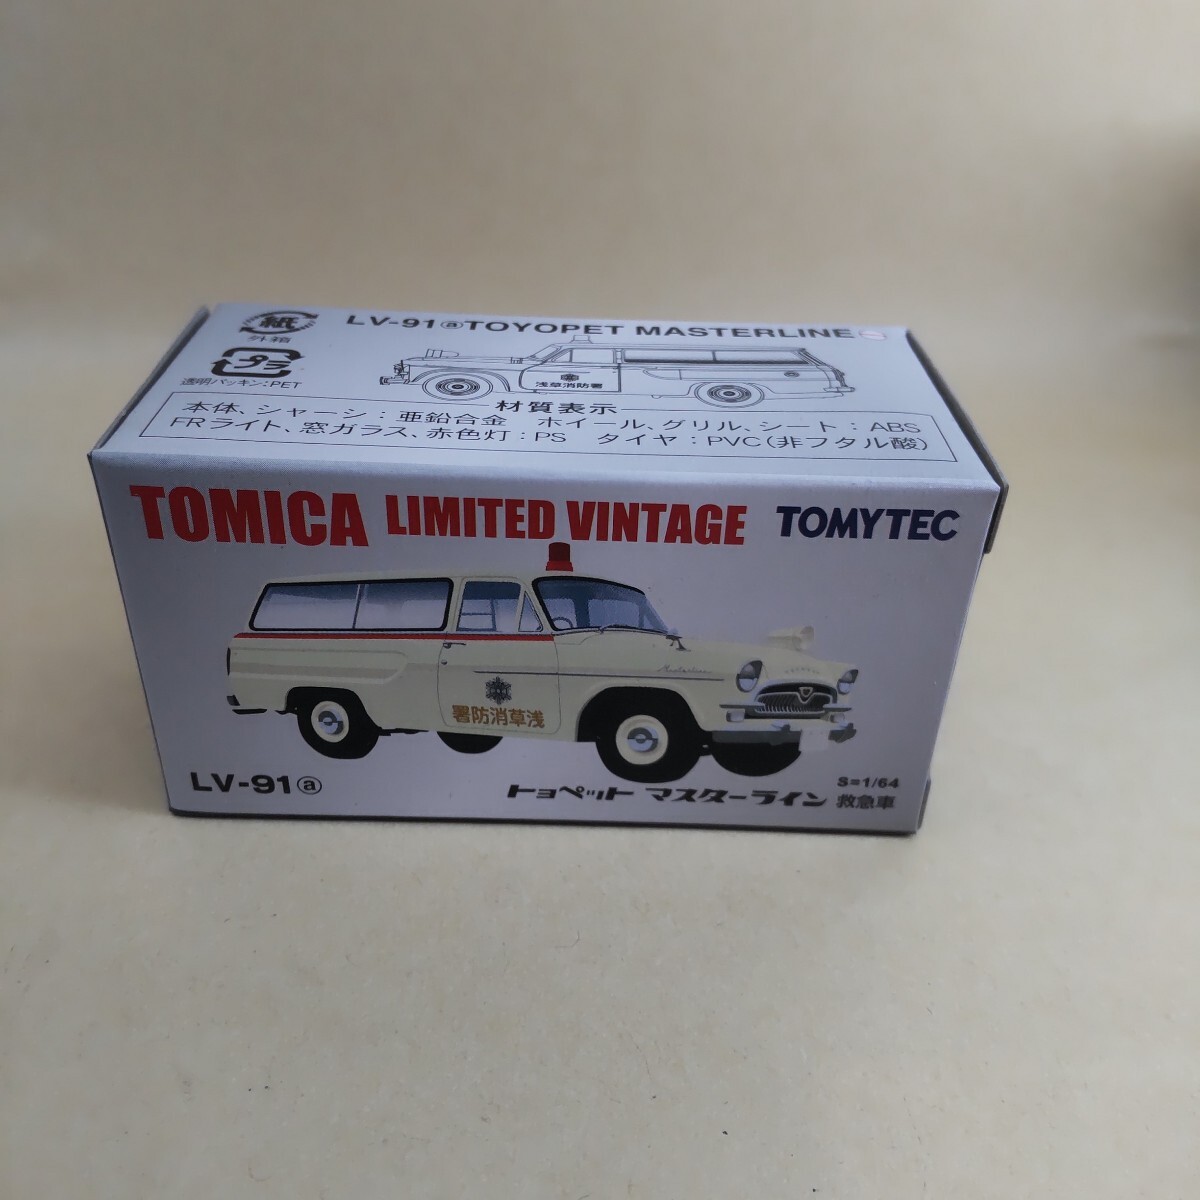 紙
外箱
プラ
透明パッキン:PET
LV-91ⓐTOYOPET MASTERLINE
浅草消防署
材質表示
本体、シャーシ:亜鉛合金 ホイール、グリル、シート:ABS
FRライト、窓ガラス、赤色灯:PS タイヤ:PVC(非フタル酸)
TOMICA LIMITED VINTAGE TOMYTEC
Masterline
署防消草浅
LV-91ⓐ
トヨペット マスターライン
S=1/64
救急車